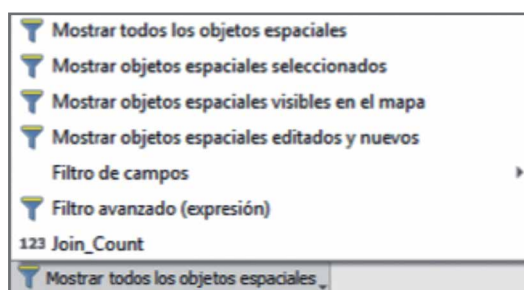 Mostrar todos los objetos espaciales
Mostrar objetos espaciales seleccionados
Mostrar objetos espaciales visibles en el mapa
Mostrar objetos espaciales editados y nuevos
Filtro de campos
Filtro avanzado (expresión)
123 Join_Count
Mostrar todos los objetos espaciales